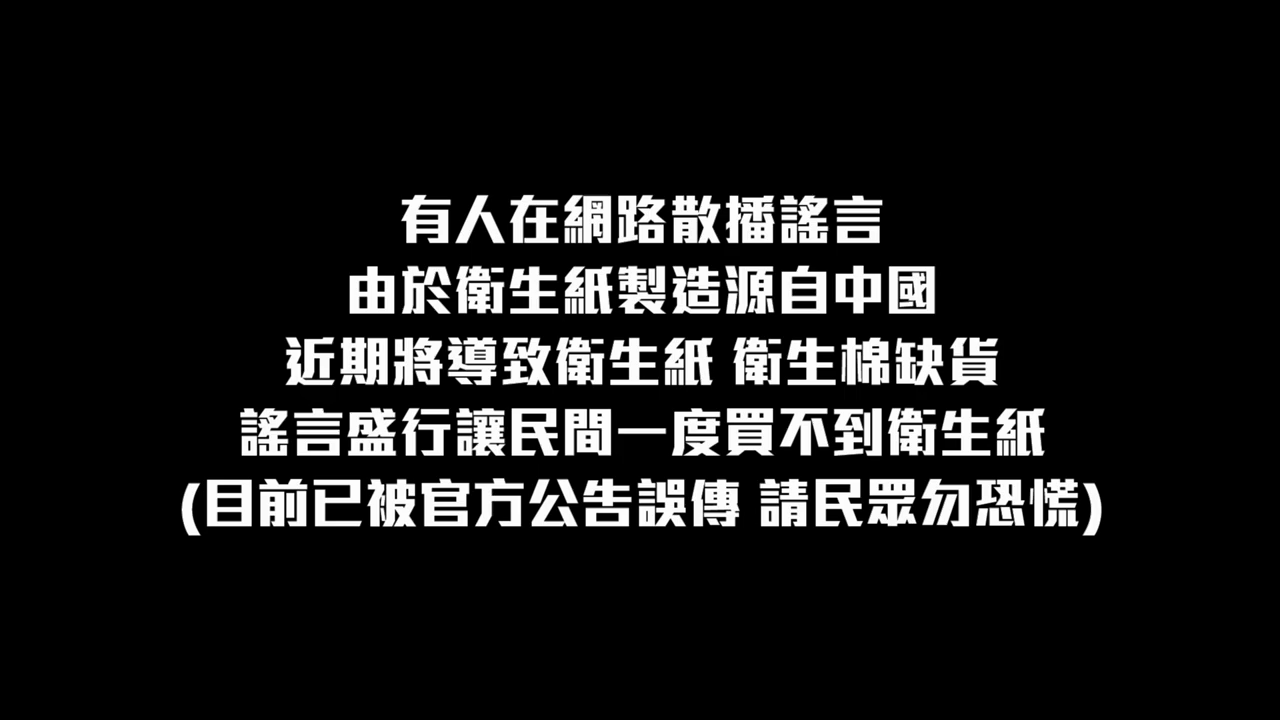 有人在網路散播謠言
由於衛生紙製造源自中國
近期將導致衛生紙 衛生棉缺貨
謠言盛行讓民間一度買不到衛生紙
(目前已被官方公告誤傳 請民眾勿恐慌)